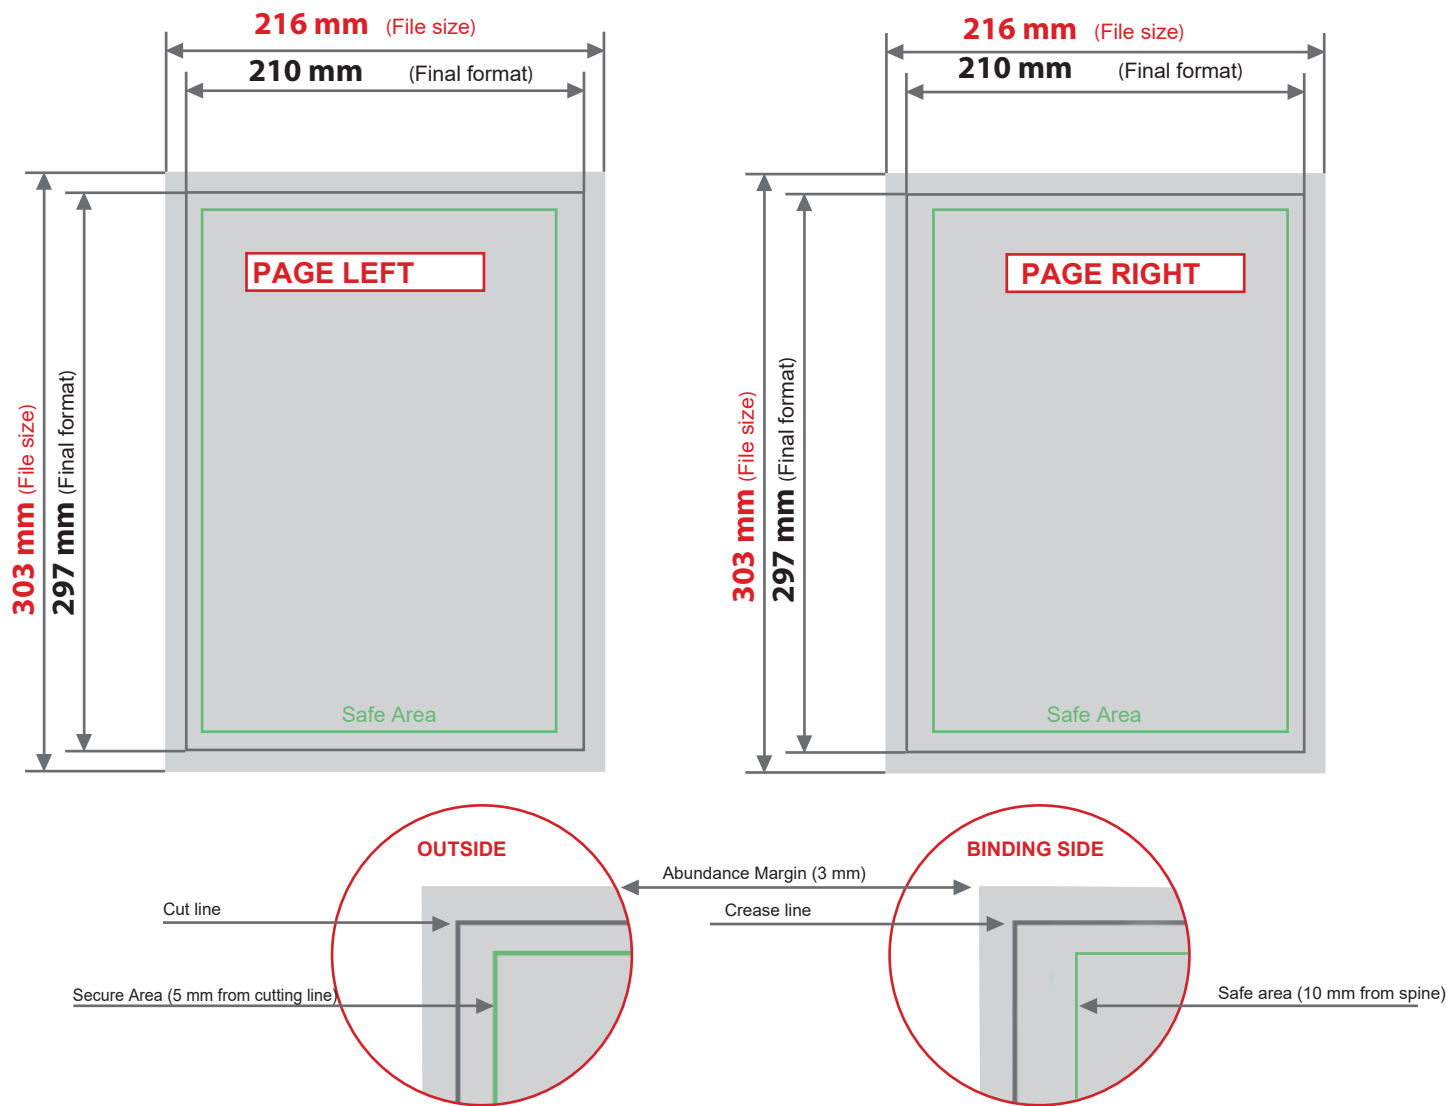 216 mm (File size)
210 mm (Final format)
303 mm (File size)
297 mm (Final format)
PAGE LEFT
Safe Area
216 mm (File size)
210 mm (Final format)
303 mm (File size)
297 mm (Final format)
PAGE RIGHT
Safe Area
OUTSIDE
BINDING SIDE
Abundance Margin (3 mm)
Cut line
Crease line
Secure Area (5 mm from cutting line)
Safe area (10 mm from spine)